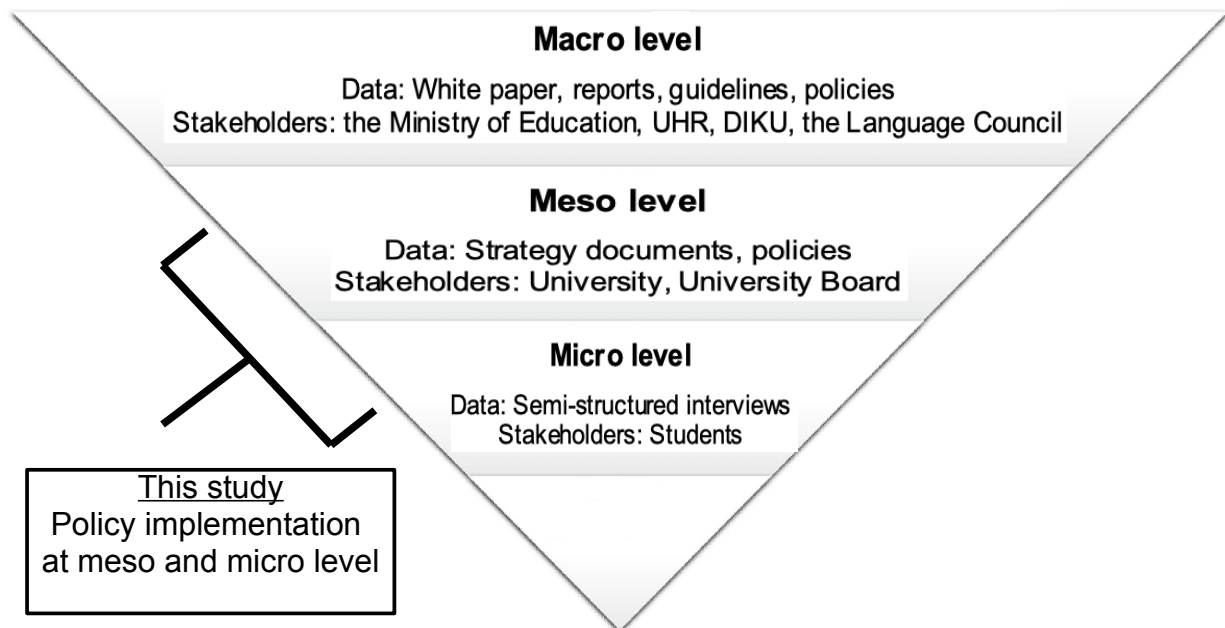 Macro level
Data: White paper, reports, guidelines, policies
Stakeholders: the Ministry of Education, UHR, DIKU, the Language Council
Meso level
Data: Strategy documents, policies
Stakeholders: University, University Board
Micro level
Data: Semi-structured interviews
Stakeholders: Students
This study
Policy implementation
at meso and micro level